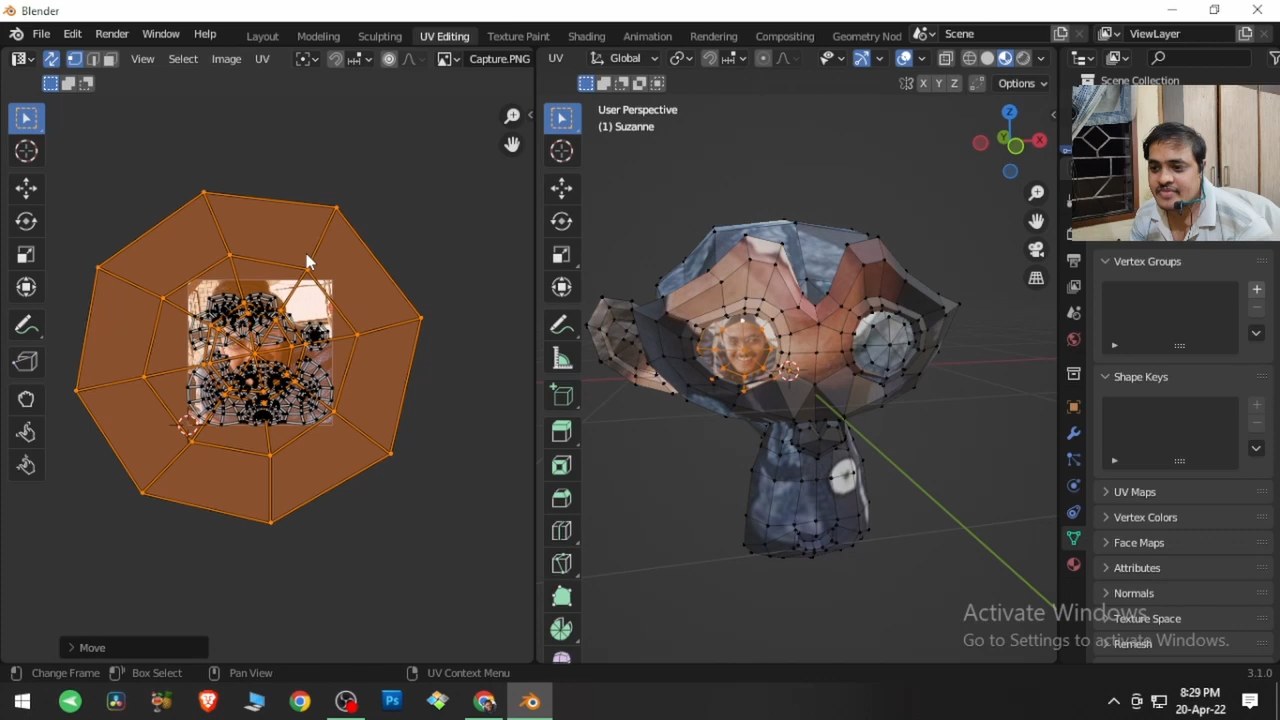 Blender
File Edit Render Window Help Layout Modeling Sculpting UV Editing Texture Paint Shading Animation Rendering Compositing Geometry Nod Scene ViewLayer
View Select Image UV Capture.PNG UV Global
X Y Z Options
Scene Collection
User Perspective
(1) Suzanne
Z
Y X
Vertex Groups
Shape Keys
UV Maps
Vertex Colors
Face Maps
Attributes
Normals
Activate Windows
Texture Space
Go to Settings to activate Windows.
Remesh
Move
Change Frame Box Select Pan View UV Context Menu 3.1.0
Ps
8:29 PM
20-Apr-22